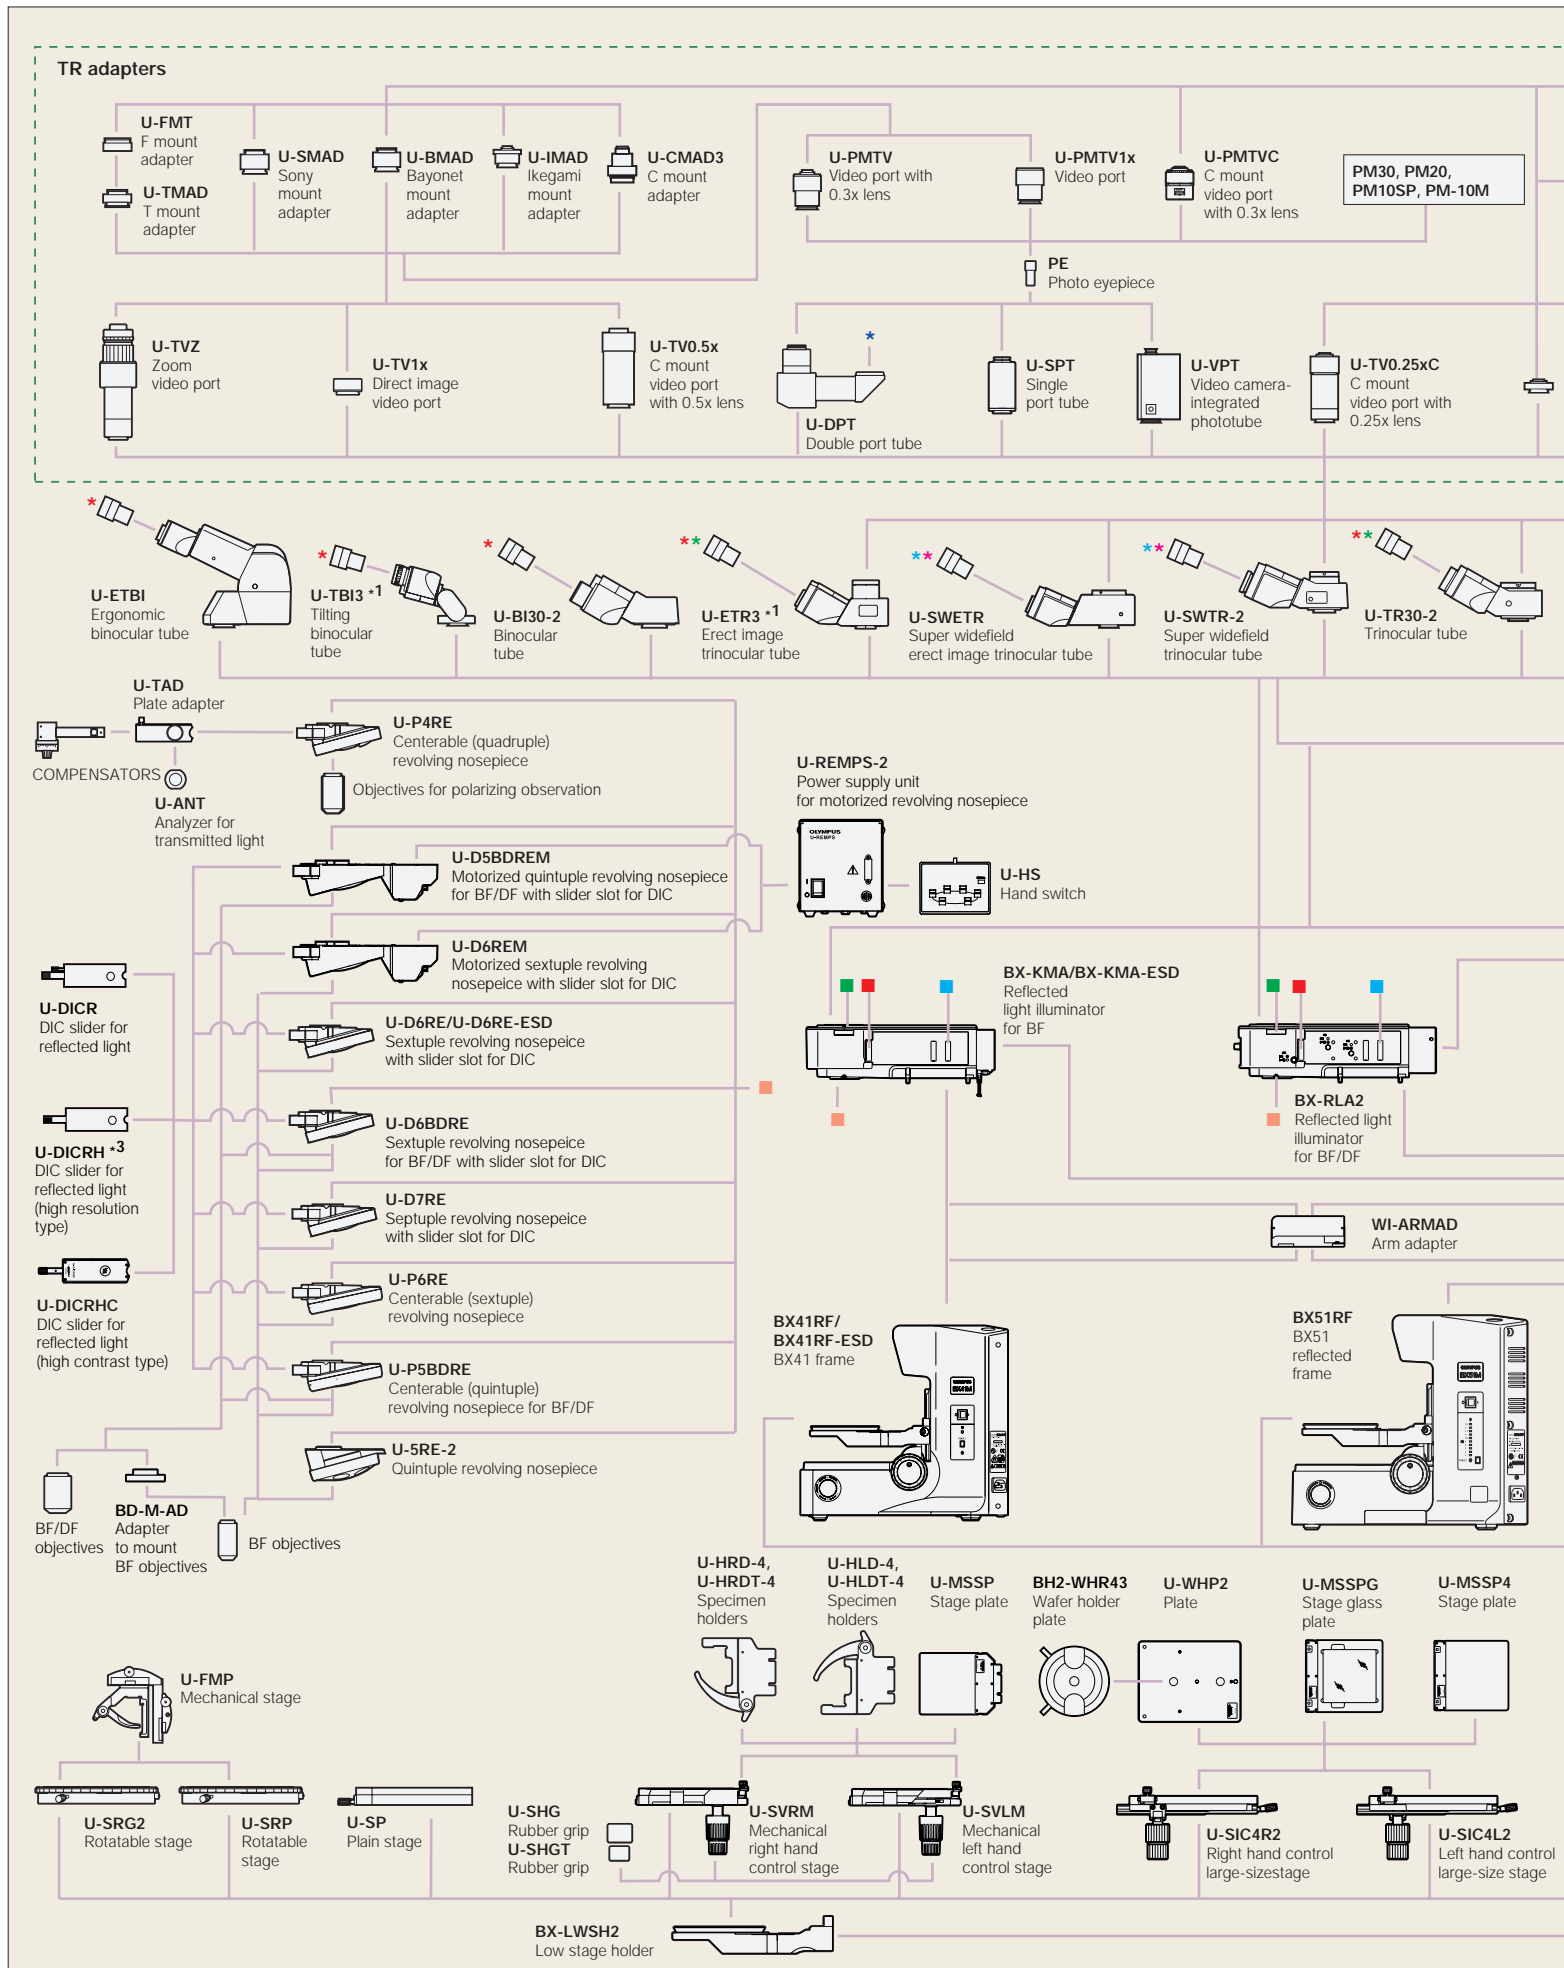 TR adapters
U-FMT
F mount
adapter
U-TMAD
T mount
adapter
U-SMAD
Sony
mount
adapter
U-BMAD
Bayonet
mount
adapter
U-IMAD
Ikegami
mount
adapter
U-CMAD3
C mount
adapter
U-PMTV
Video port with
0.3x lens
U-PMTV1x
Video port
U-PMTVC
C mount
video port
with 0.3x lens
PM30, PM20,
PM10SP, PM-10M
PE
Photo eyepiece
U-TVZ
Zoom
video port
U-TV1x
Direct image
video port
U-TV0.5x
C mount
video port
with 0.5x lens
*
U-DPT
Double port tube
U-SPT
Single
port tube
U-VPT
Video camera-
integrated
phototube
U-TV0.25xC
C mount
video port with
0.25x lens
*
U-ETBI
Ergonomic
binocular tube
*
U-TBI3 *1
Tilting
binocular
tube
*
U-BI30-2
Binocular
tube
**
U-ETR3 *1
Erect image
trinocular tube
**
U-SWETR
Super widefield
erect image trinocular tube
**
U-SWTR-2
Super widefield
trinocular tube
**
U-TR30-2
Trinocular tube
U-TAD
Plate adapter
COMPENSATORS
U-ANT
Analyzer for
transmitted light
U-P4RE
Centerable (quadruple)
revolving nosepiece
Objectives for polarizing observation
U-REMPS-2
Power supply unit
for motorized revolving nosepiece
OLYMPUS
U-REMPS
U-HS
Hand switch
U-D5BDREM
Motorized quintuple revolving nosepiece
for BF/DF with slider slot for DIC
U-D6REM
Motorized sextuple revolving
nosepeice with slider slot for DIC
U-DICR
DIC slider for
reflected light
U-D6RE/U-D6RE-ESD
Sextuple revolving nosepeice
with slider slot for DIC
BX-KMA/BX-KMA-ESD
Reflected
light illuminator
for BF
BX-RLA2
Reflected light
illuminator
for BF/DF
U-DICRH *3
DIC slider for
reflected light
(high resolution
type)
U-D6BDRE
Sextuple revolving nosepeice
for BF/DF with slider slot for DIC
U-D7RE
Septuple revolving nosepeice
with slider slot for DIC
WI-ARMAD
Arm adapter
U-DICRHC
DIC slider for
reflected light
(high contrast type)
U-P6RE
Centerable (sextuple)
revolving nosepiece
BX41RF/
BX41RF-ESD
BX41 frame
OLYMPUS
BX41M
BX51RF
BX51
reflected
frame
OLYMPUS
BX51M
U-P5BDRE
Centerable (quintuple)
revolving nosepiece for BF/DF
U-5RE-2
Quintuple revolving nosepiece
BF/DF
objectives
BD-M-AD
Adapter
to mount
BF objectives
BF objectives
U-HRD-4,
U-HRDT-4
Specimen
holders
U-HLD-4,
U-HLDT-4
Specimen
holders
U-MSSP
Stage plate
BH2-WHR43
Wafer holder
plate
U-WHP2
Plate
U-MSSPG
Stage glass
plate
U-MSSP4
Stage plate
U-FMP
Mechanical stage
U-SRG2
Rotatable stage
U-SRP
Rotatable
stage
U-SP
Plain stage
U-SHG
Rubber grip
U-SHGT
Rubber grip
U-SVRM
Mechanical
right hand
control stage
U-SVLM
Mechanical
left hand
control stage
U-SIC4R2
Right hand control
large-sizestage
U-SIC4L2
Left hand control
large-size stage
BX-LWSH2
Low stage holder